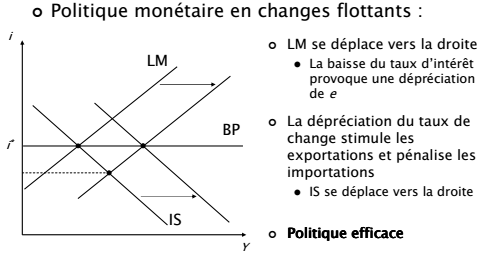 Politique monétaire en changes flottants :
i
LM
BP
i*
IS
Y
LM se déplace vers la droite
La baisse du taux d'intérêt
provoque une dépréciation
de e
La dépréciation du taux de
change stimule les
exportations et pénalise les
importations
IS se déplace vers la droite
Politique efficace